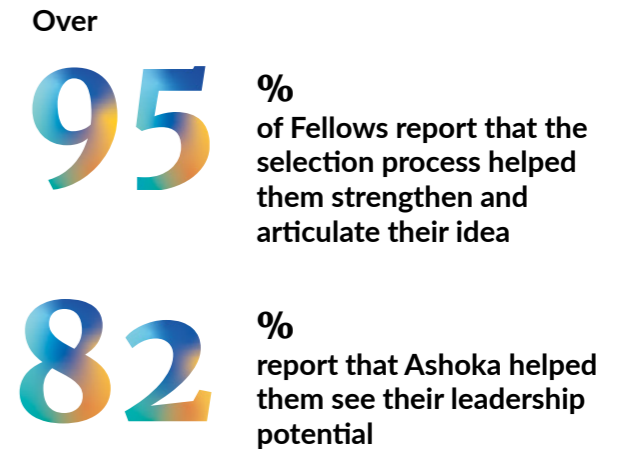 Over
95 %
of Fellows report that the
selection process helped
them strengthen and
articulate their idea
82 %
report that Ashoka helped
them see their leadership
potential